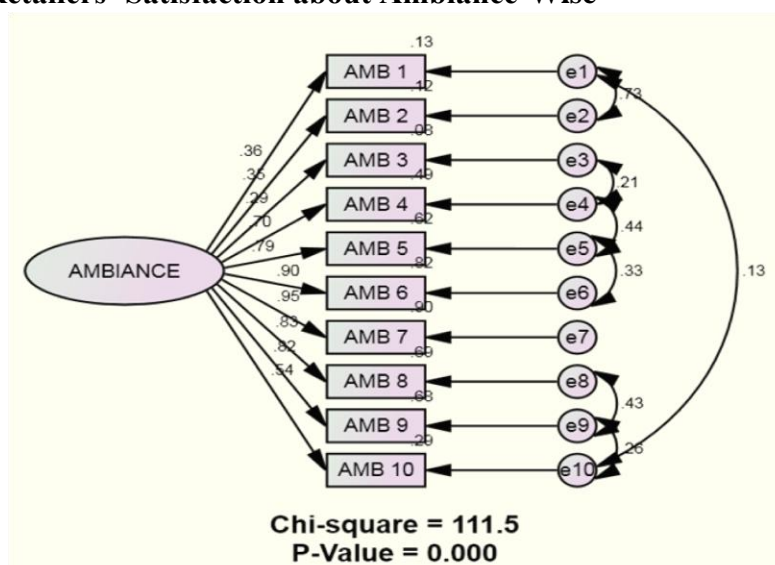 Retailers' Satisfaction about Ambiance-Wise
.13
AMB 1
e1
.12
.73
AMB 2
e2
.08
.36
AMB 3
e3
.35
.49
.21
.29
AMB 4
e4
.70
.62
.44
.79
AMB 5
e5
.82
AMBIANCE
.90
.33
.13
.95
AMB 6
e6
.90
.83
AMB 7
e7
.82
.69
.54
AMB 8
e8
.68
.43
AMB 9
e9
.29
.26
AMB 10
e10
Chi-square = 111.5
P-Value = 0.000